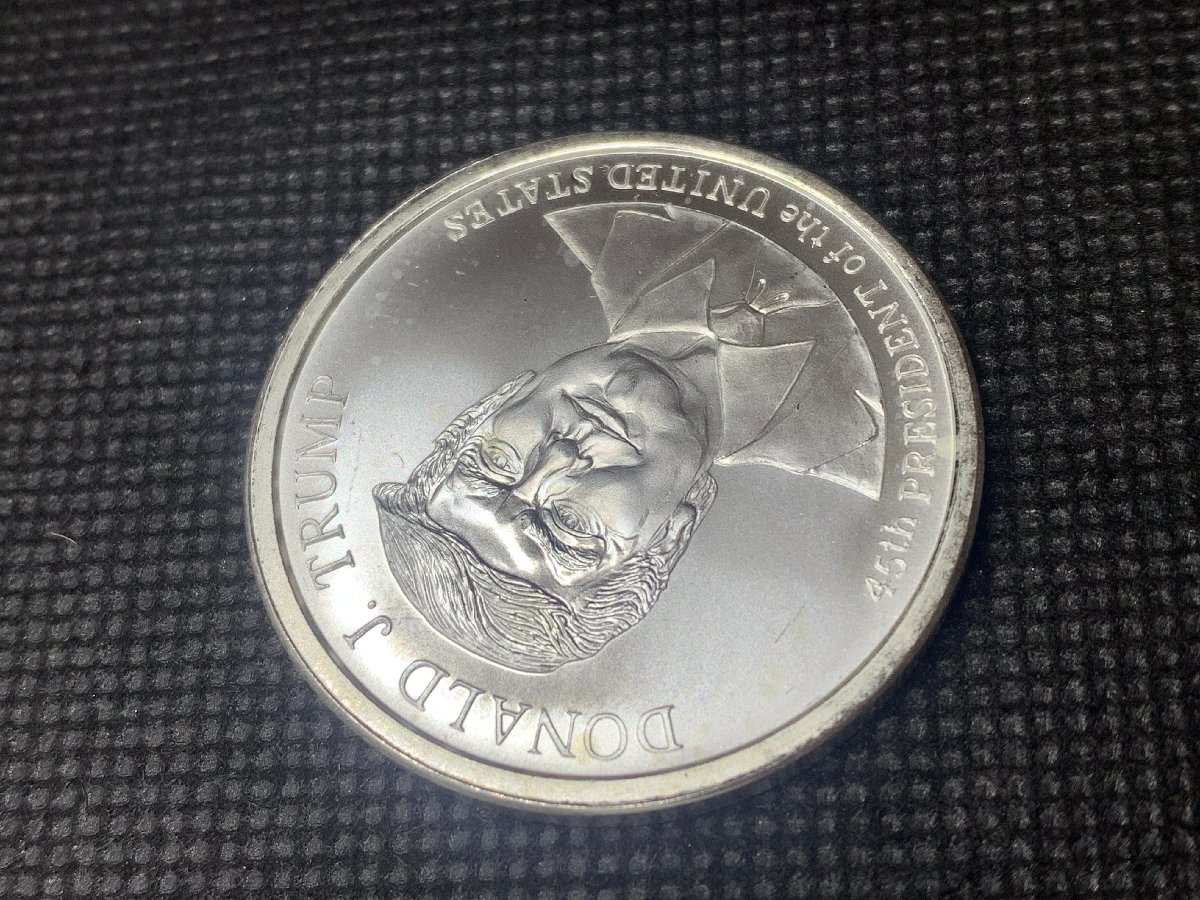 DONALD J. TRUMP
45th PRESIDENT of the UNITED STATES